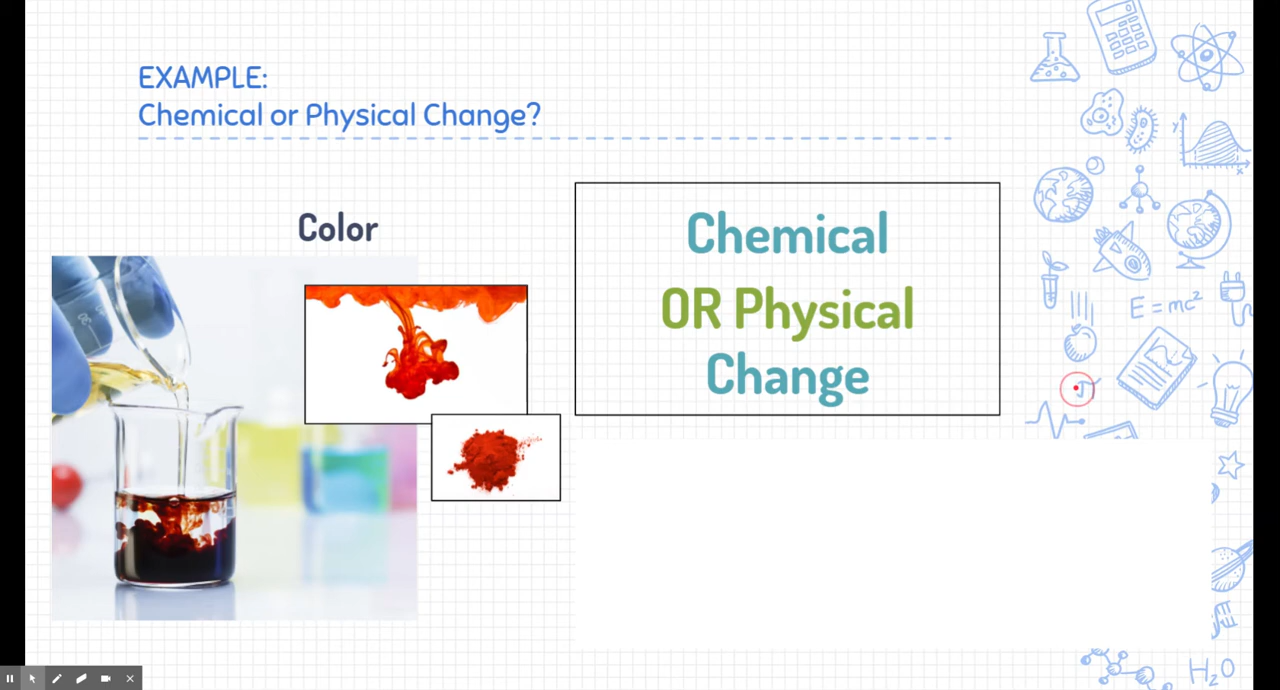 EXAMPLE:
Chemical or Physical Change?
Color
Chemical
OR Physical
Change
y
x
E = mc²
π
H₂O